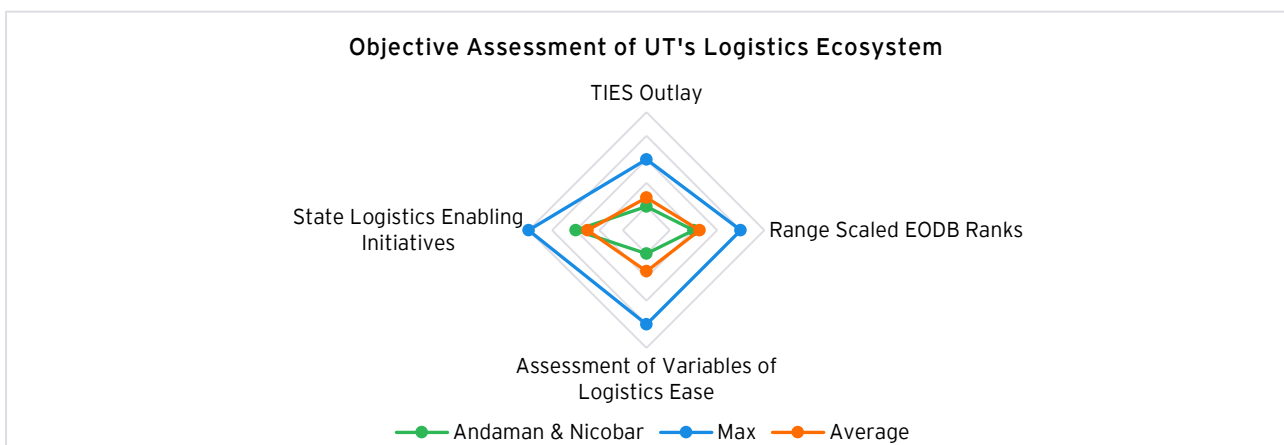 Objective Assessment of UT's Logistics Ecosystem
TIES Outlay
State Logistics Enabling
Initiatives
Range Scaled EODB Ranks
Assessment of Variables of
Logistics Ease
Andaman & Nicobar Max Average